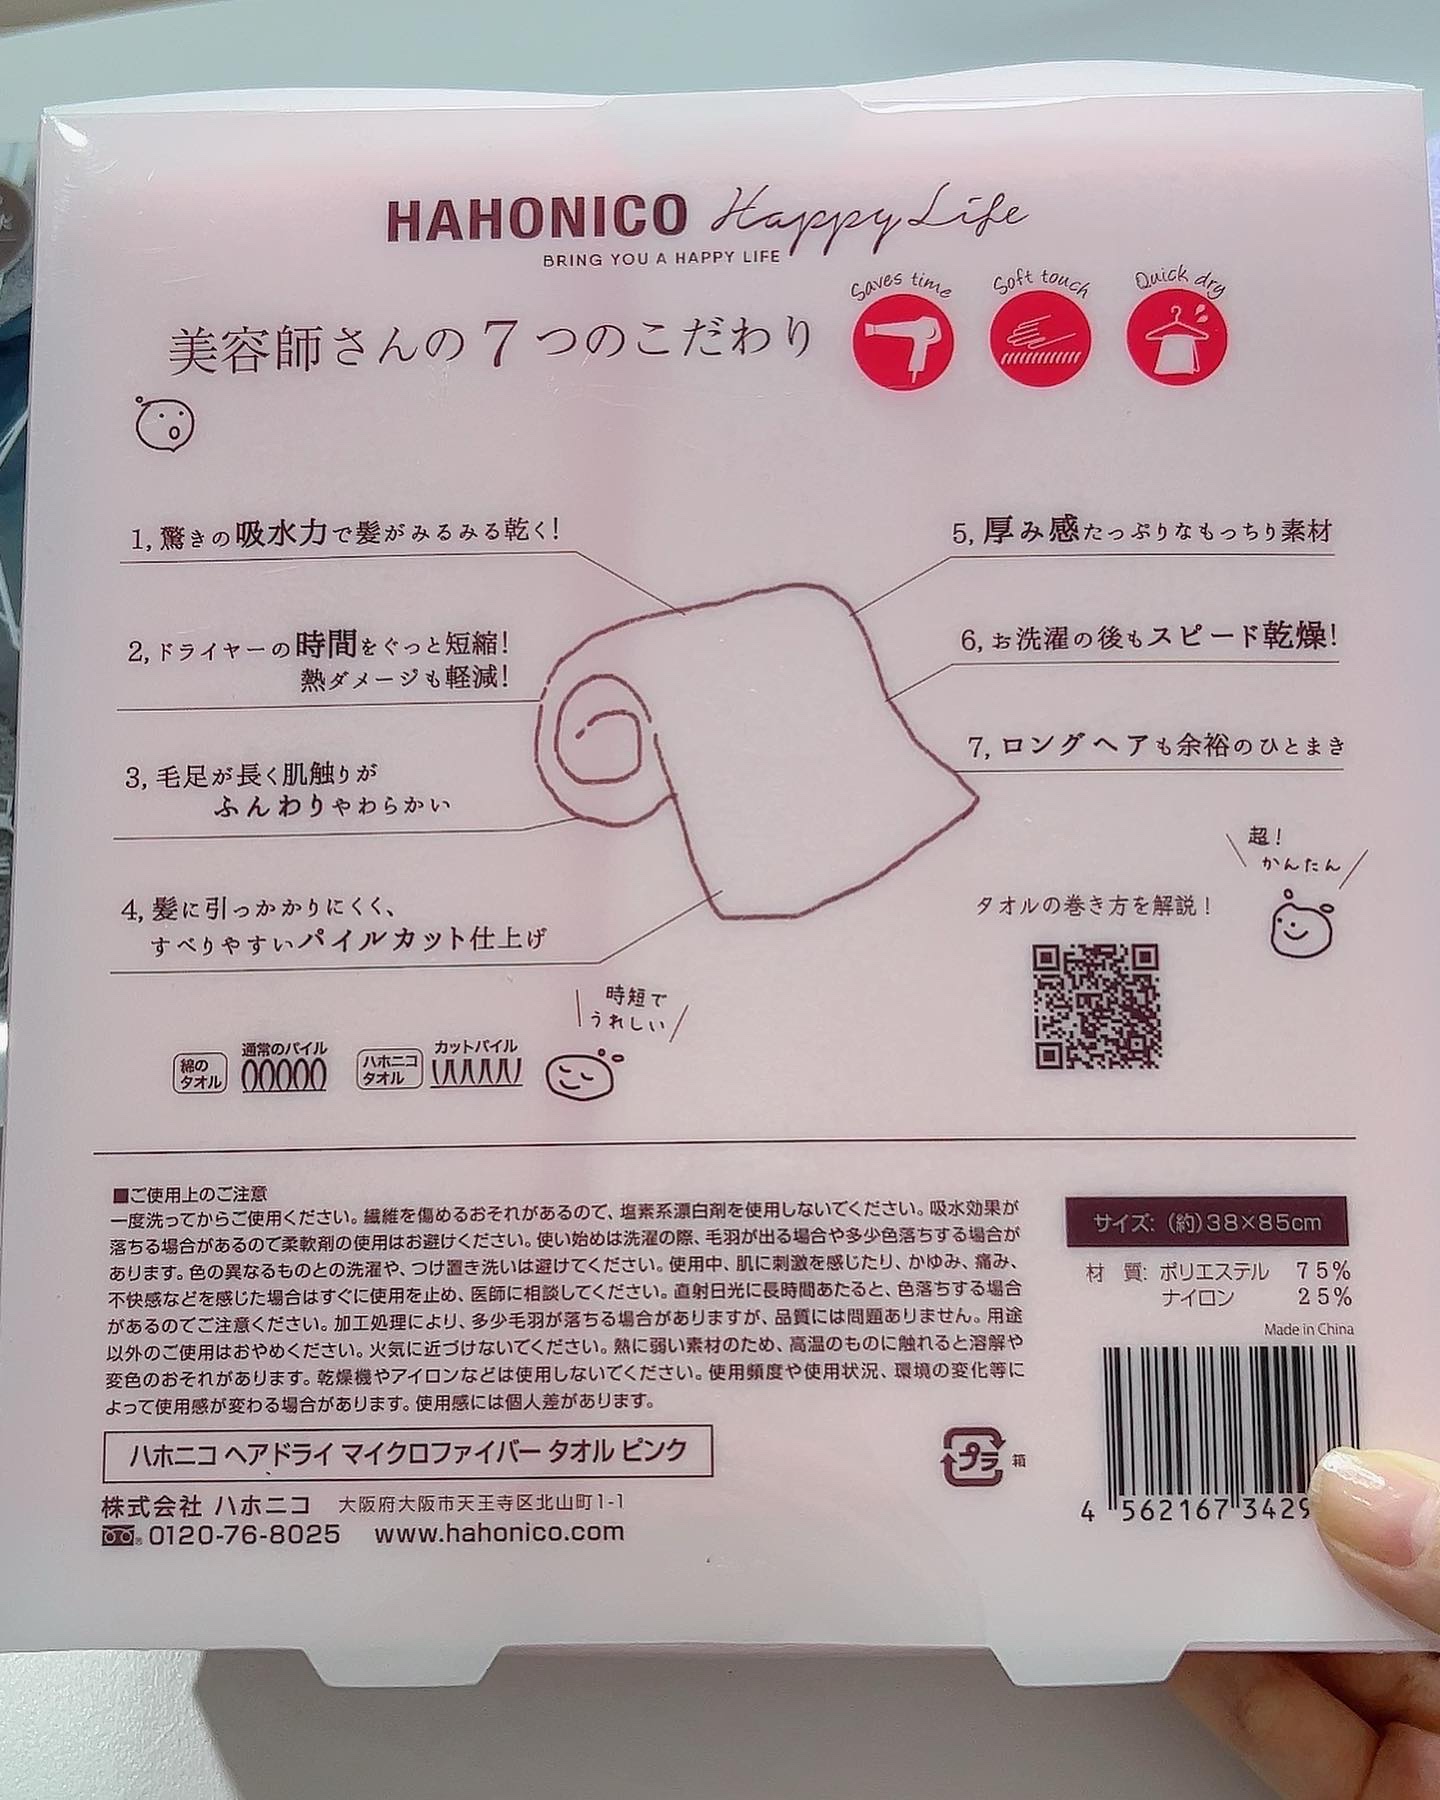 HAHONICO Happy Life
BRING YOU A HAPPY LIFE
Saves time
Soft touch
Quick dry
美容師さんの7つのこだわり
1, 驚きの吸水力で髪がみるみる乾く!
2, ドライヤーの時間をぐっと短縮!
熱ダメージも軽減!
3, 毛足が長く肌触りが
ふんわりやわらかい
4, 髪に引っかかりにくく、
すべりやすいパイルカット仕上げ
5, 厚み感たっぷりなもっちり素材
6, お洗濯の後もスピード乾燥!
7, ロングヘアも余裕のひとまき
超!
かんたん
タオルの巻き方を解説!
時短で
うれしい
綿の
タオル
通常のパイル
ハホニコ
タオル
カットパイル
■ご使用上のご注意
一度洗ってからご使用ください。繊維を傷めるおそれがあるので、塩素系漂白剤を使用しないでください。吸水効果が
落ちる場合があるので柔軟剤の使用はお避けください。使い始めは洗濯の際、毛羽が出る場合や多少色落ちする場合が
あります。色の異なるものとの洗濯や、つけ置き洗いは避けてください。使用中、肌に刺激を感じたり、かゆみ、痛み、
不快感などを感じた場合はすぐに使用を止め、医師に相談してください。直射日光に長時間あたると、色落ちする場合
があるのでご注意ください。加工処理により、多少毛羽が落ちる場合がありますが、品質には問題ありません。用途
以外のご使用はおやめください。火気に近づけないでください。熱に弱い素材のため、高温のものに触れると溶解や
変色のおそれがあります。乾燥機やアイロンなどは使用しないでください。使用頻度や使用状況、環境の変化等に
よって使用感が変わる場合があります。使用感には個人差があります。
ハホニコ ヘアドライ マイクロファイバー タオル ピンク
株式会社 ハホニコ 大阪府大阪市天王寺区北山町1-1
0120-76-8025 www.hahonico.com
プラ
箱
サイズ: (約)38×85cm
材 質: ポリエステル 75%
ナイロン 25%
Made in China
4 562167 3429